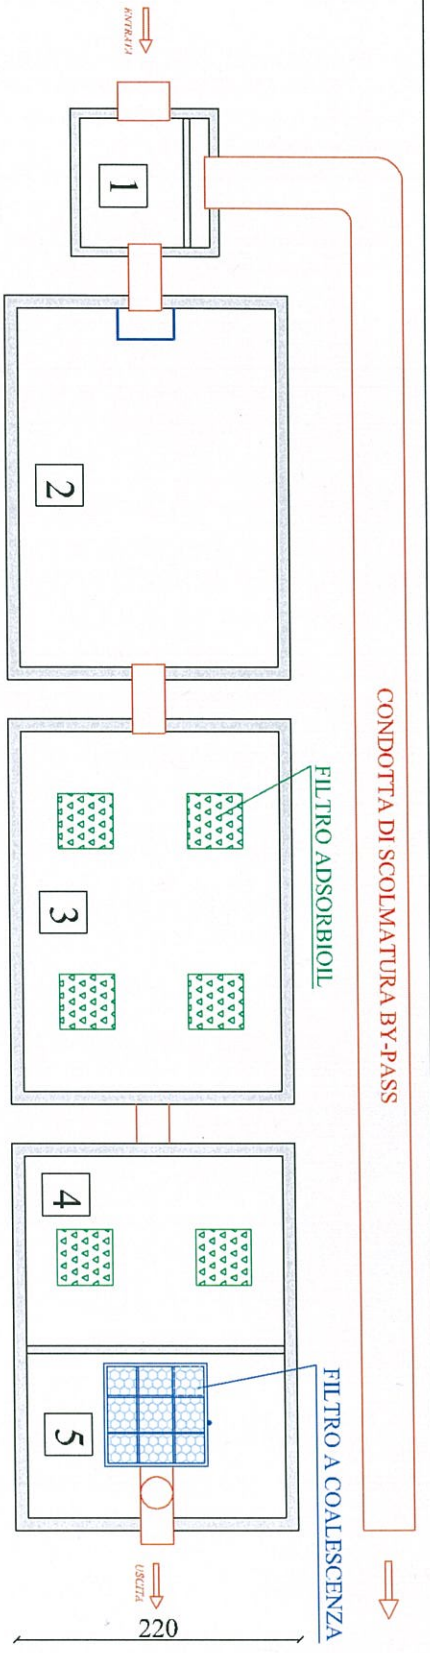 ENTRATA
1
CONDOTTA DI SCOLMATURA BY-PASS
2
FILTRO ADSORBIOIL
3
4
FILTRO A COALESCENZA
5
USCITA
220